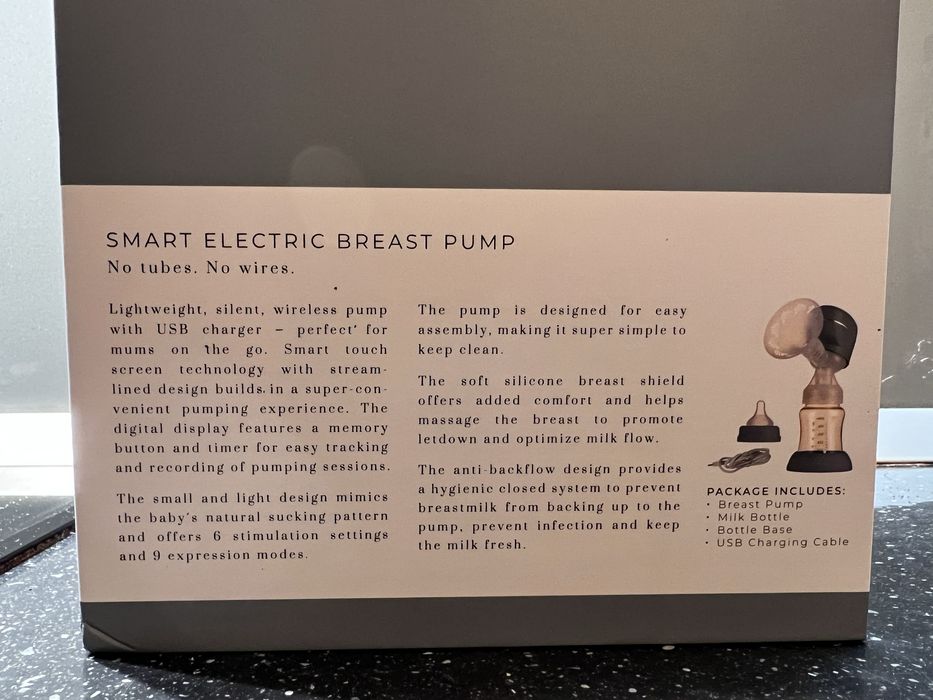 SMART ELECTRIC BREAST PUMP
No tubes. No wires.
Lightweight, silent, wireless pump
with USB charger – perfect for
mums on the go. Smart touch
screen technology with stream-
lined design builds in a super-con-
venient pumping experience. The
digital display features a memory
button and timer for easy tracking
and recording of pumping sessions.
The small and light design mimics
the baby's natural sucking pattern
and offers 6 stimulation settings
and 9 expression modes.
The pump is designed for easy
assembly, making it super simple to
keep clean.
The soft silicone breast shield
offers added comfort and helps
massage the breast to promote
letdown and optimize milk flow.
The anti-backflow design provides
a hygienic closed system to prevent
breastmilk from backing up to the
pump, prevent infection and keep
the milk fresh.
PACKAGE INCLUDES:
• Breast Pump
• Milk Bottle
• Bottle Base
• USB Charging Cable